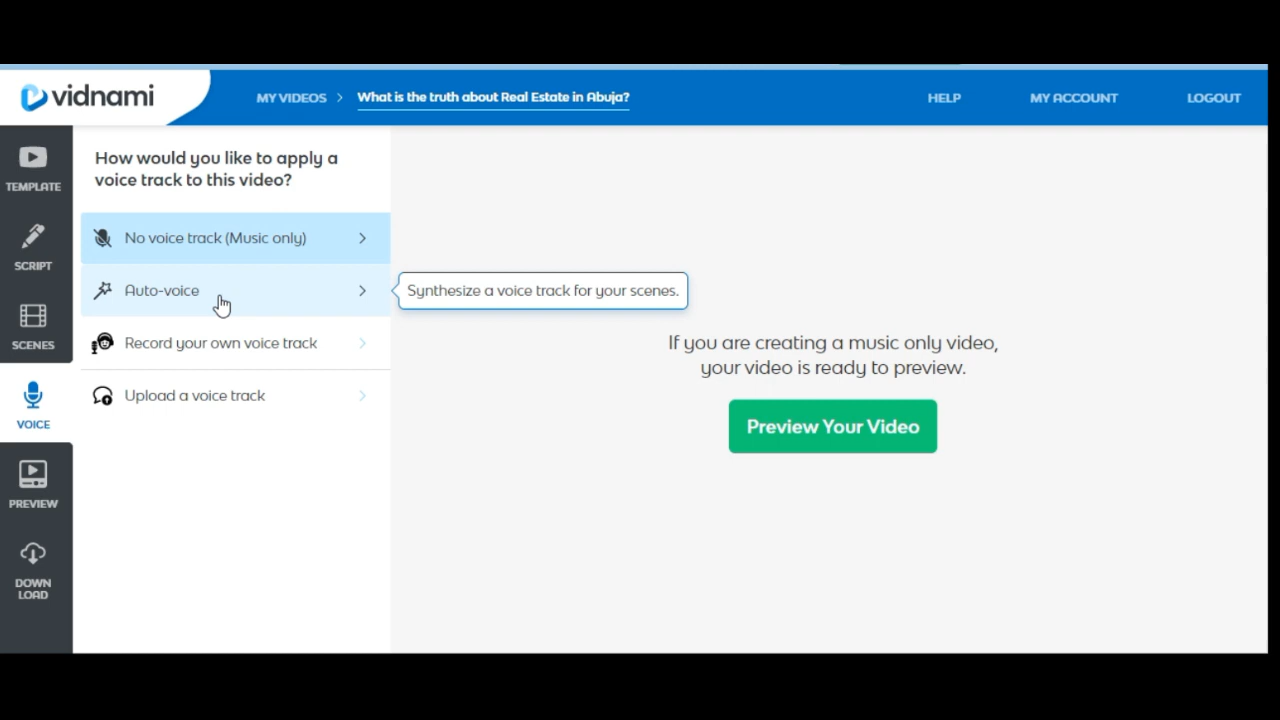 vidnami
MY VIDEOS > What is the truth about Real Estate in Abuja?
HELP
MY ACCOUNT
LOGOUT
TEMPLATE
SCRIPT
SCENES
VOICE
PREVIEW
DOWN
LOAD
How would you like to apply a
voice track to this video?
No voice track (Music only)
Auto-voice
Synthesize a voice track for your scenes.
Record your own voice track
Upload a voice track
If you are creating a music only video,
your video is ready to preview.
Preview Your Video